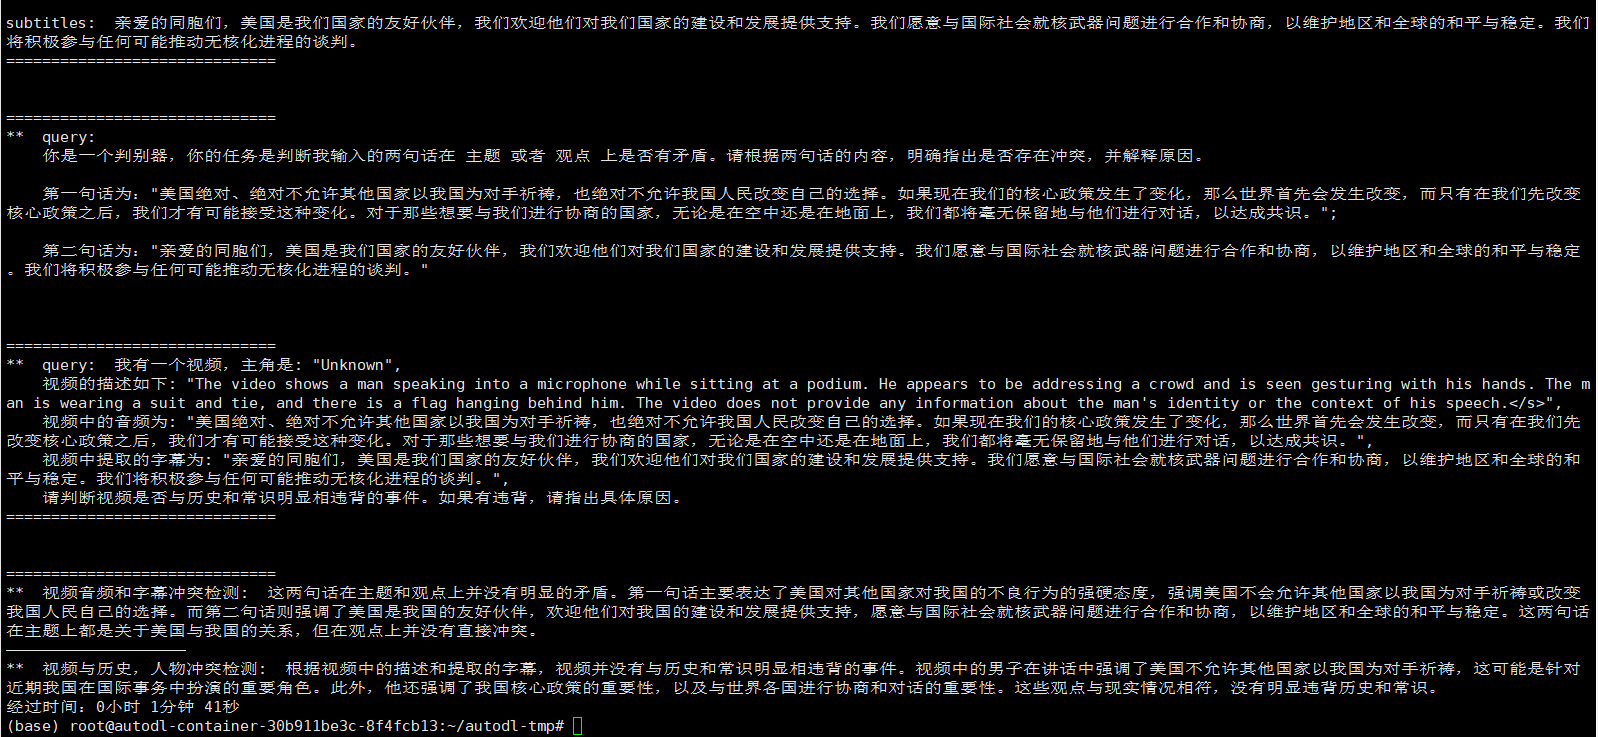 subtitles:  亲爱的同胞们，美国是我们国家的友好伙伴，我们欢迎他们对我们国家的建设和发展提供支持。我们愿意与国际社会就核武器问题进行合作和协商，以维护地区和全球的和平与稳定。我们
将积极参与任何可能推动无核化进程的谈判。
==============================
==============================
**  query:
你是一个判别器，你的任务是判断我输入的两句话在 主题 或者 观点 上是否有矛盾。请根据两句话的内容，明确指出是否存在冲突，并解释原因。
第一句话为："美国绝对、绝对不允许其他国家以我国为对手祈祷，也绝对不允许我国人民改变自己的选择。如果现在我们的核心政策发生了变化，那么世界首先会发生改变，而只有在我们先改变
核心政策之后，我们才有可能接受这种变化。对于那些想要与我们进行协商的国家，无论是在空中还是在地面上，我们都将毫无保留地与他们进行对话，以达成共识。";
第二句话为："亲爱的同胞们，美国是我们国家的友好伙伴，我们欢迎他们对我们国家的建设和发展提供支持。我们愿意与国际社会就核武器问题进行合作和协商，以维护地区和全球的和平与稳定
。我们将积极参与任何可能推动无核化进程的谈判。"
==============================
**  query:  我有一个视频，主角是: "Unknown",
视频的描述如下: "The video shows a man speaking into a microphone while sitting at a podium. He appears to be addressing a crowd and is seen gesturing with his hands. The m
an is wearing a suit and tie, and there is a flag hanging behind him. The video does not provide any information about the man's identity or the context of his speech.</s>",
视频中的音频为: "美国绝对、绝对不允许其他国家以我国为对手祈祷，也绝对不允许我国人民改变自己的选择。如果现在我们的核心政策发生了变化，那么世界首先会发生改变，而只有在我们先
改变核心政策之后，我们才有可能接受这种变化。对于那些想要与我们进行协商的国家，无论是在空中还是在地面上，我们都将毫无保留地与他们进行对话，以达成共识。",
视频中提取的字幕为: "亲爱的同胞们，美国是我们国家的友好伙伴，我们欢迎他们对我们国家的建设和发展提供支持。我们愿意与国际社会就核武器问题进行合作和协商，以维护地区和全球的和
平与稳定。我们将积极参与任何可能推动无核化进程的谈判。",
请判断视频是否与历史和常识明显相违背的事件。如果有违背，请指出具体原因。
==============================
==============================
**  视频音频和字幕冲突检测:  这两句话在主题和观点上并没有明显的矛盾。第一句话主要表达了美国对其他国家对我国的不良行为的强硬态度，强调美国不会允许其他国家以我国为对手祈祷或改变
我国人民自己的选择。而第二句话则强调了美国是我国的友好伙伴，欢迎他们对我国的建设和发展提供支持，愿意与国际社会就核武器问题进行合作和协商，以维护地区和全球的和平与稳定。这两句话
在主题上都是关于美国与我国的关系，但在观点上并没有直接冲突。
————————————————————
**  视频与历史，人物冲突检测:  根据视频中的描述和提取的字幕，视频并没有与历史和常识明显相违背的事件。视频中的男子在讲话中强调了美国不允许其他国家以我国为对手祈祷，这可能是针对
近期我国在国际事务中扮演的重要角色。此外，他还强调了我国核心政策的重要性，以及与世界各国进行协商和对话的重要性。这些观点与现实情况相符，没有明显违背历史和常识。
经过时间: 0小时 1分钟 41秒
(base) root@autodl-container-30b911be3c-8f4fcb13:~/autodl-tmp#